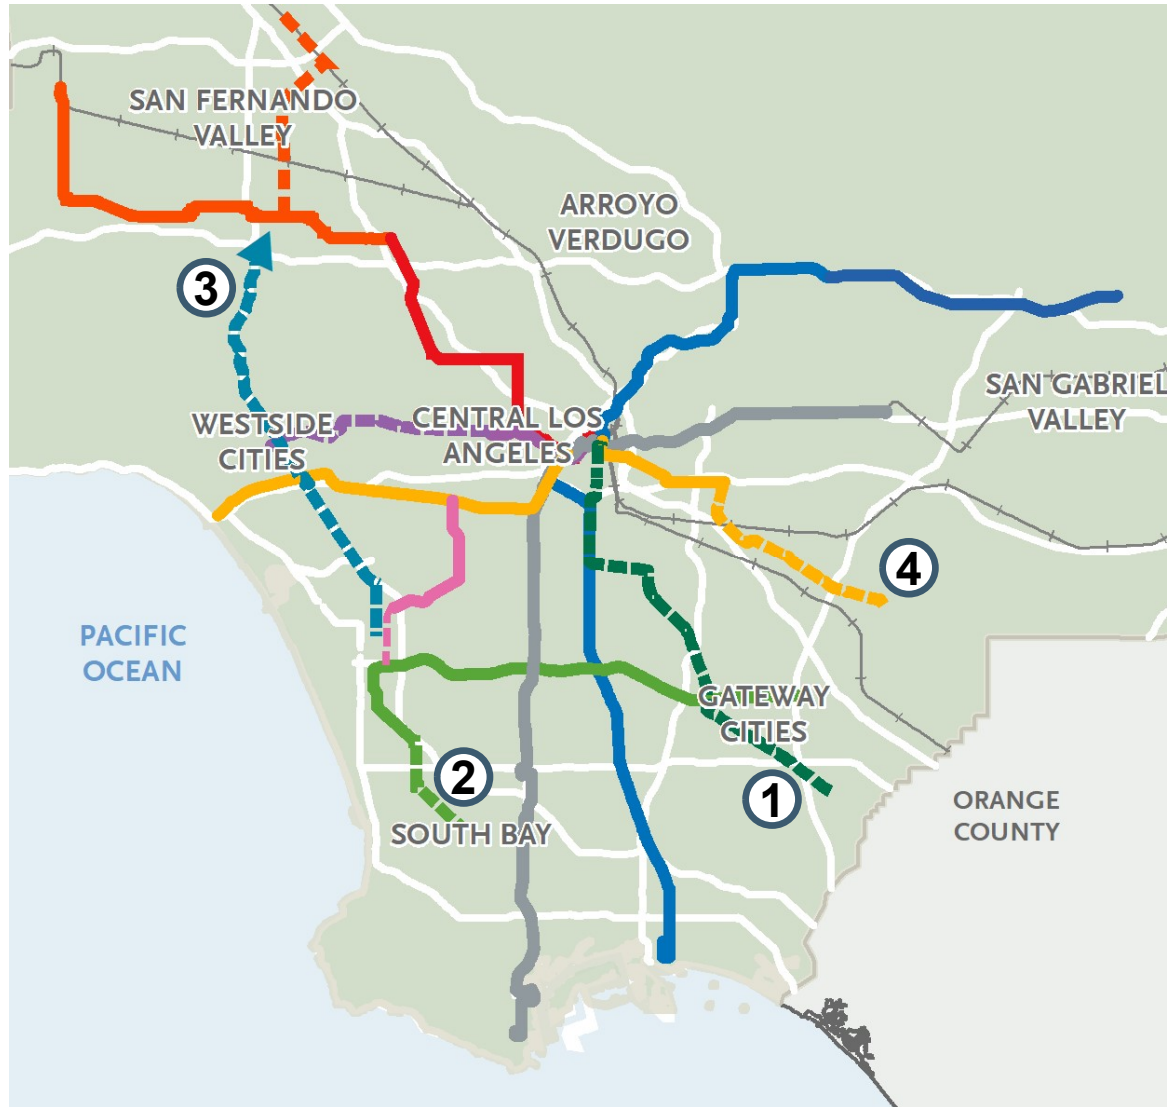 SAN FERNANDO
VALLEY
ARROYO
VERDUGO
3
WESTSIDE
CITIES
CENTRAL LOS
ANGELES
SAN GABRIEL
VALLEY
4
PACIFIC
OCEAN
GATEWAY
CITIES
2
1
SOUTH BAY
ORANGE
COUNTY